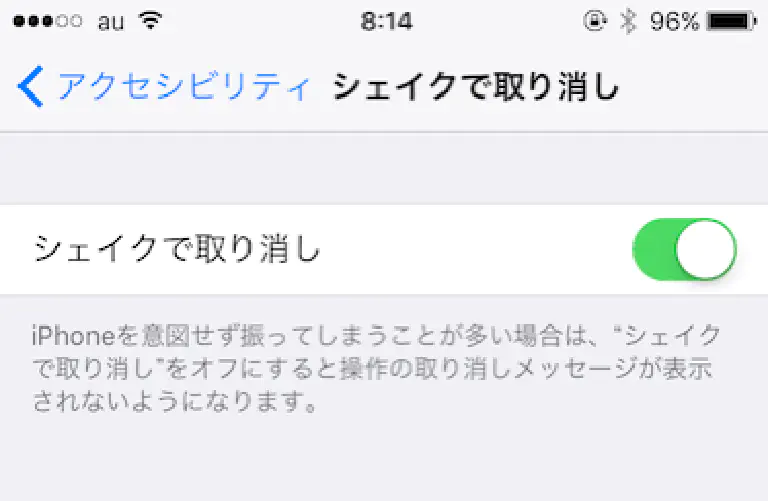 au 8:14 96%
アクセシビリティ シェイクで取り消し
シェイクで取り消し
iPhoneを意図せず振ってしまうことが多い場合は、“シェイク
で取り消し”をオフにすると操作の取り消しメッセージが表示
されないようになります。